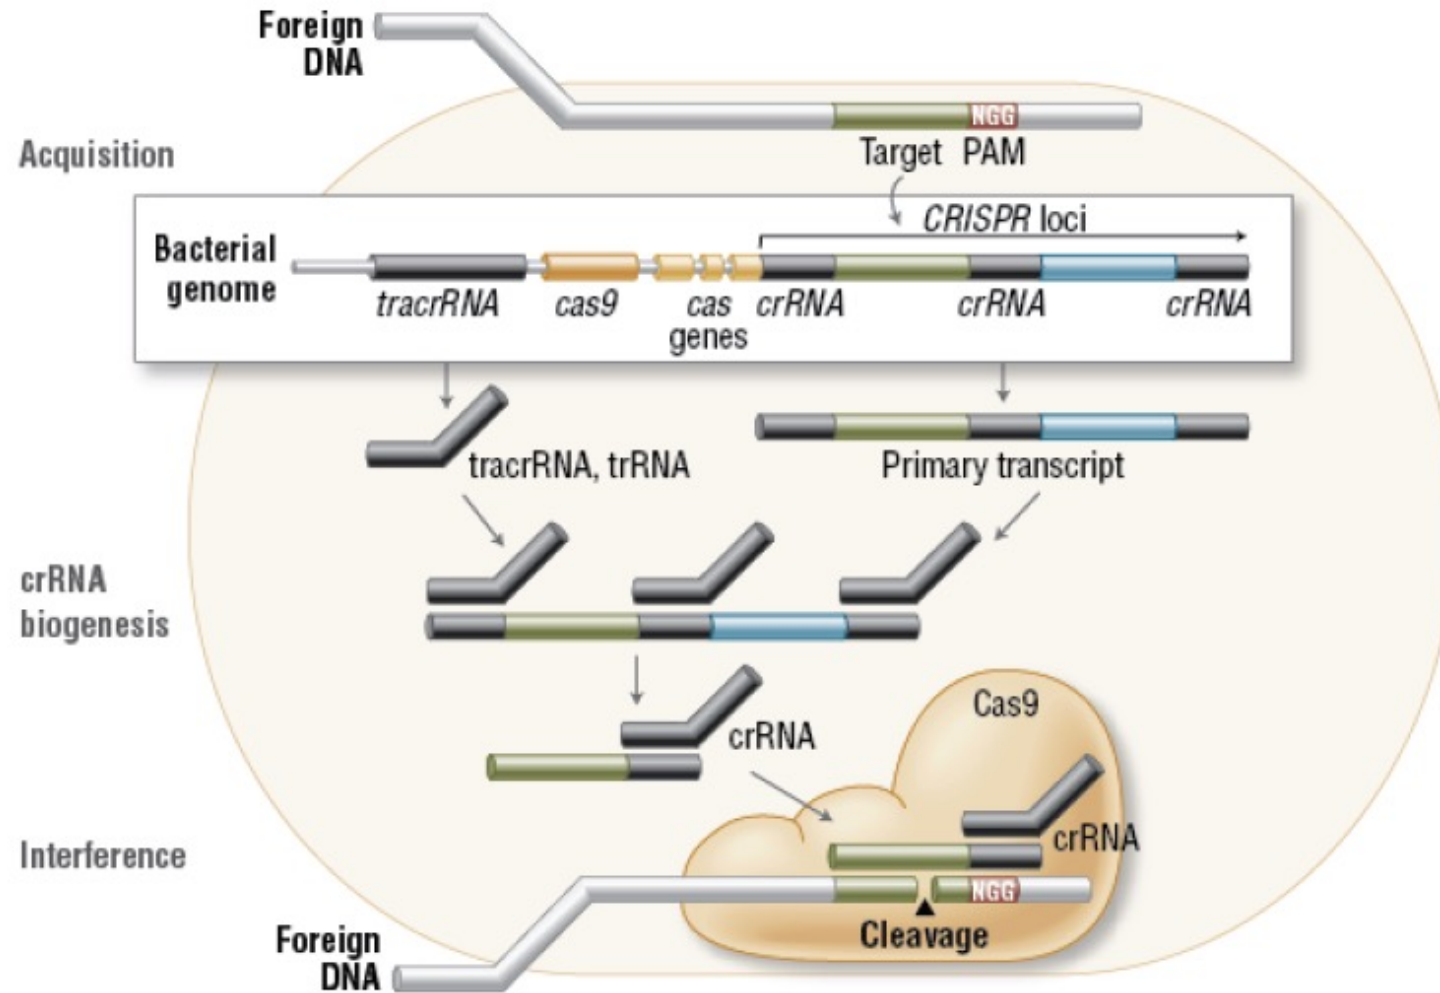 Foreign
DNA
NGG
Target PAM
Acquisition
CRISPR loci
Bacterial
genome
tracrRNA cas9 cas crRNA crRNA crRNA
genes
tracrRNA, trRNA
Primary transcript
crRNA
biogenesis
crRNA
Cas9
crRNA
Interference
NGG
Cleavage
Foreign
DNA